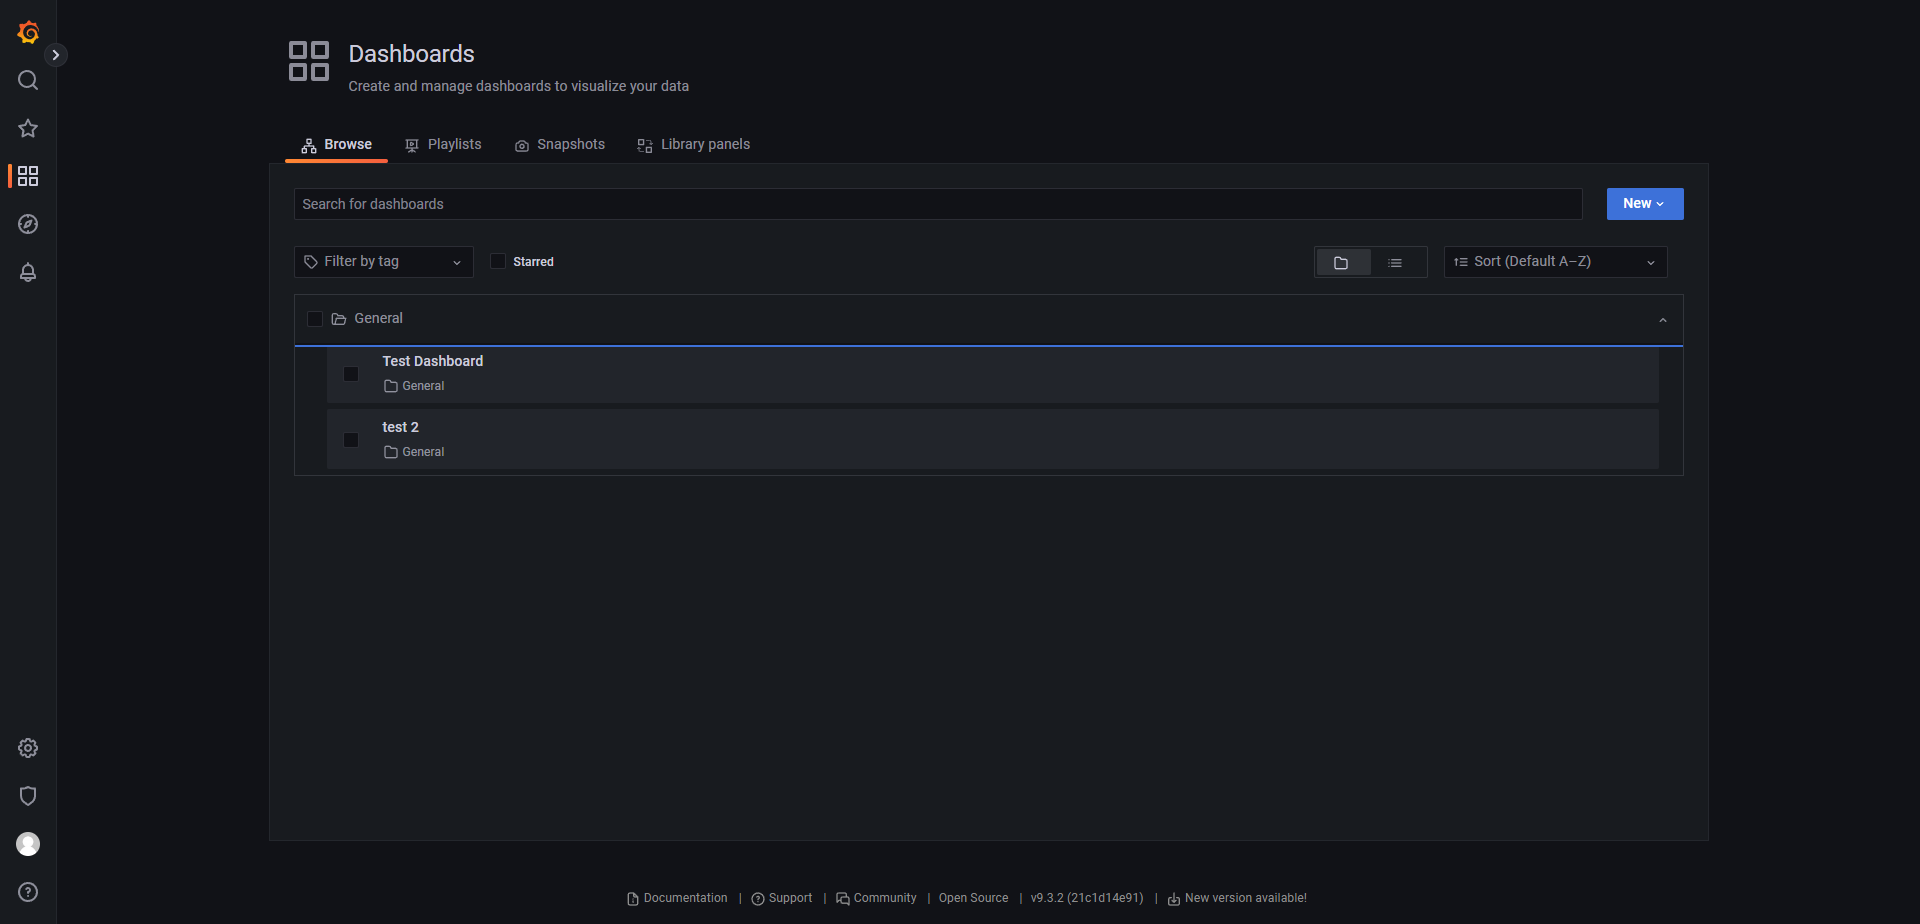 Dashboards
Create and manage dashboards to visualize your data
Browse Playlists Snapshots Library panels
Search for dashboards New
Filter by tag Starred Sort (Default A–Z)
General
Test Dashboard
General
test 2
General
Documentation | Support | Community | Open Source | v9.3.2 (21c1d14e91) | New version available!